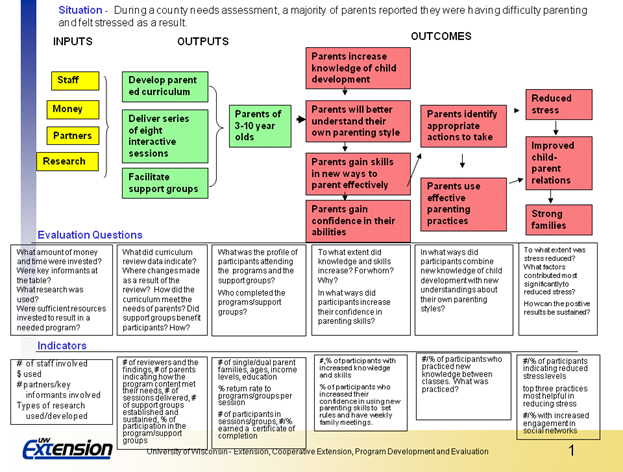 Situation - During a county needs assessment, a majority of parents reported they were having difficulty parenting
and felt stressed as a result.
INPUTS
OUTPUTS
OUTCOMES
Staff
Money
Partners
Research
Develop parent
ed curriculum
Deliver series
of eight
interactive
sessions
Facilitate
support groups
Parents of
3-10 year
olds
Parents increase
knowledge of child
development
Parents will better
understand their
own parenting style
Parents gain skills
in new ways to
parent effectively
Parents gain
confidence in their
abilities
Parents identify
appropriate
actions to take
Parents use
effective
parenting
practices
Reduced
stress
Improved
child-
parent
relations
Strong
families
Evaluation Questions
What amount of money
and time were invested?
Were key informants at
the table?
What research was
used?
Were sufficient resources
invested to result in a
needed program?
What did curriculum
review data indicate?
Where changes made
as a result of the
review? How did the
curriculum meet the
needs of parents? Did
support groups benefit
participants? How?
What was the profile of
participants attending
the programs and the
support groups?
Who completed the
programs/support
groups?
To what extent did
knowledge and skills
increase? For whom?
Why?
In what ways did
participants increase
their confidence in
parenting skills?
In what ways did
participants combine
new knowledge of child
development with new
understandings about
their own parenting
styles?
To what extent was
stress reduced?
What factors
contributed most
significantly to
reduced stress?
How can the positive
results be sustained?
Indicators
# of staff involved
$ used
# partners/key
informants involved
Types of research
used/developed
# of reviewers and the
findings, # of parents
indicating how the
program content met
their needs, # of
sessions delivered, #
of support groups
established and
sustained, % of
participation in the
program/support
groups
# of single/dual parent
families, ages, income
levels, education
% return rate to
programs/groups per
session
# of participants in
sessions/groups, #/%
earned a certificate of
completion
#,% of participants with
increased knowledge
and skills
% of participants who
increased their
confidence in using new
parenting skills to set
rules and have weekly
family meetings.
#/% of participants who
practiced new
knowledge between
classes. What was
practiced?
#/% of participants
indicating reduced
stress levels
top three practices
most helpful in
reducing stress
#/% with increased
engagement in
social networks
UW
Extension
University of Wisconsin - Extension, Cooperative Extension, Program Development and Evaluation
1